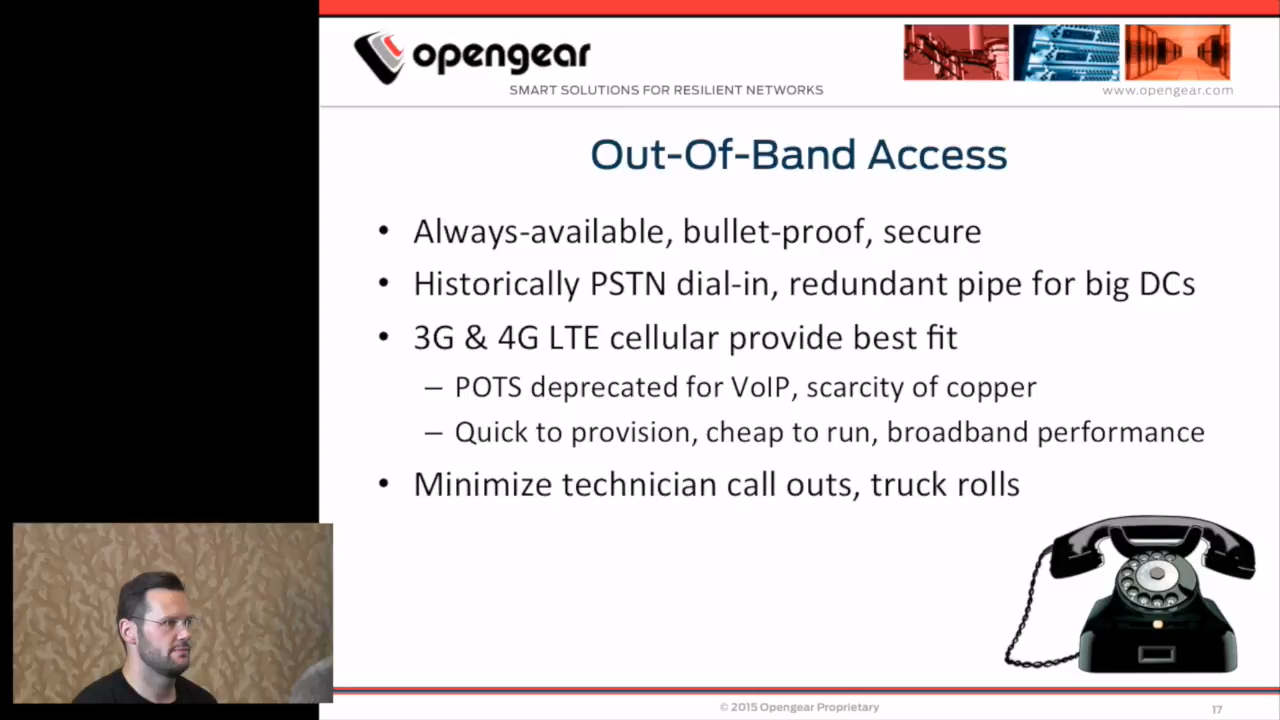 opengear
SMART SOLUTIONS FOR RESILIENT NETWORKS
www.opengear.com
Out-Of-Band Access
• Always-available, bullet-proof, secure
• Historically PSTN dial-in, redundant pipe for big DCs
• 3G & 4G LTE cellular provide best fit
– POTS deprecated for VoIP, scarcity of copper
– Quick to provision, cheap to run, broadband performance
• Minimize technician call outs, truck rolls
© 2015 Opengear Proprietary
17